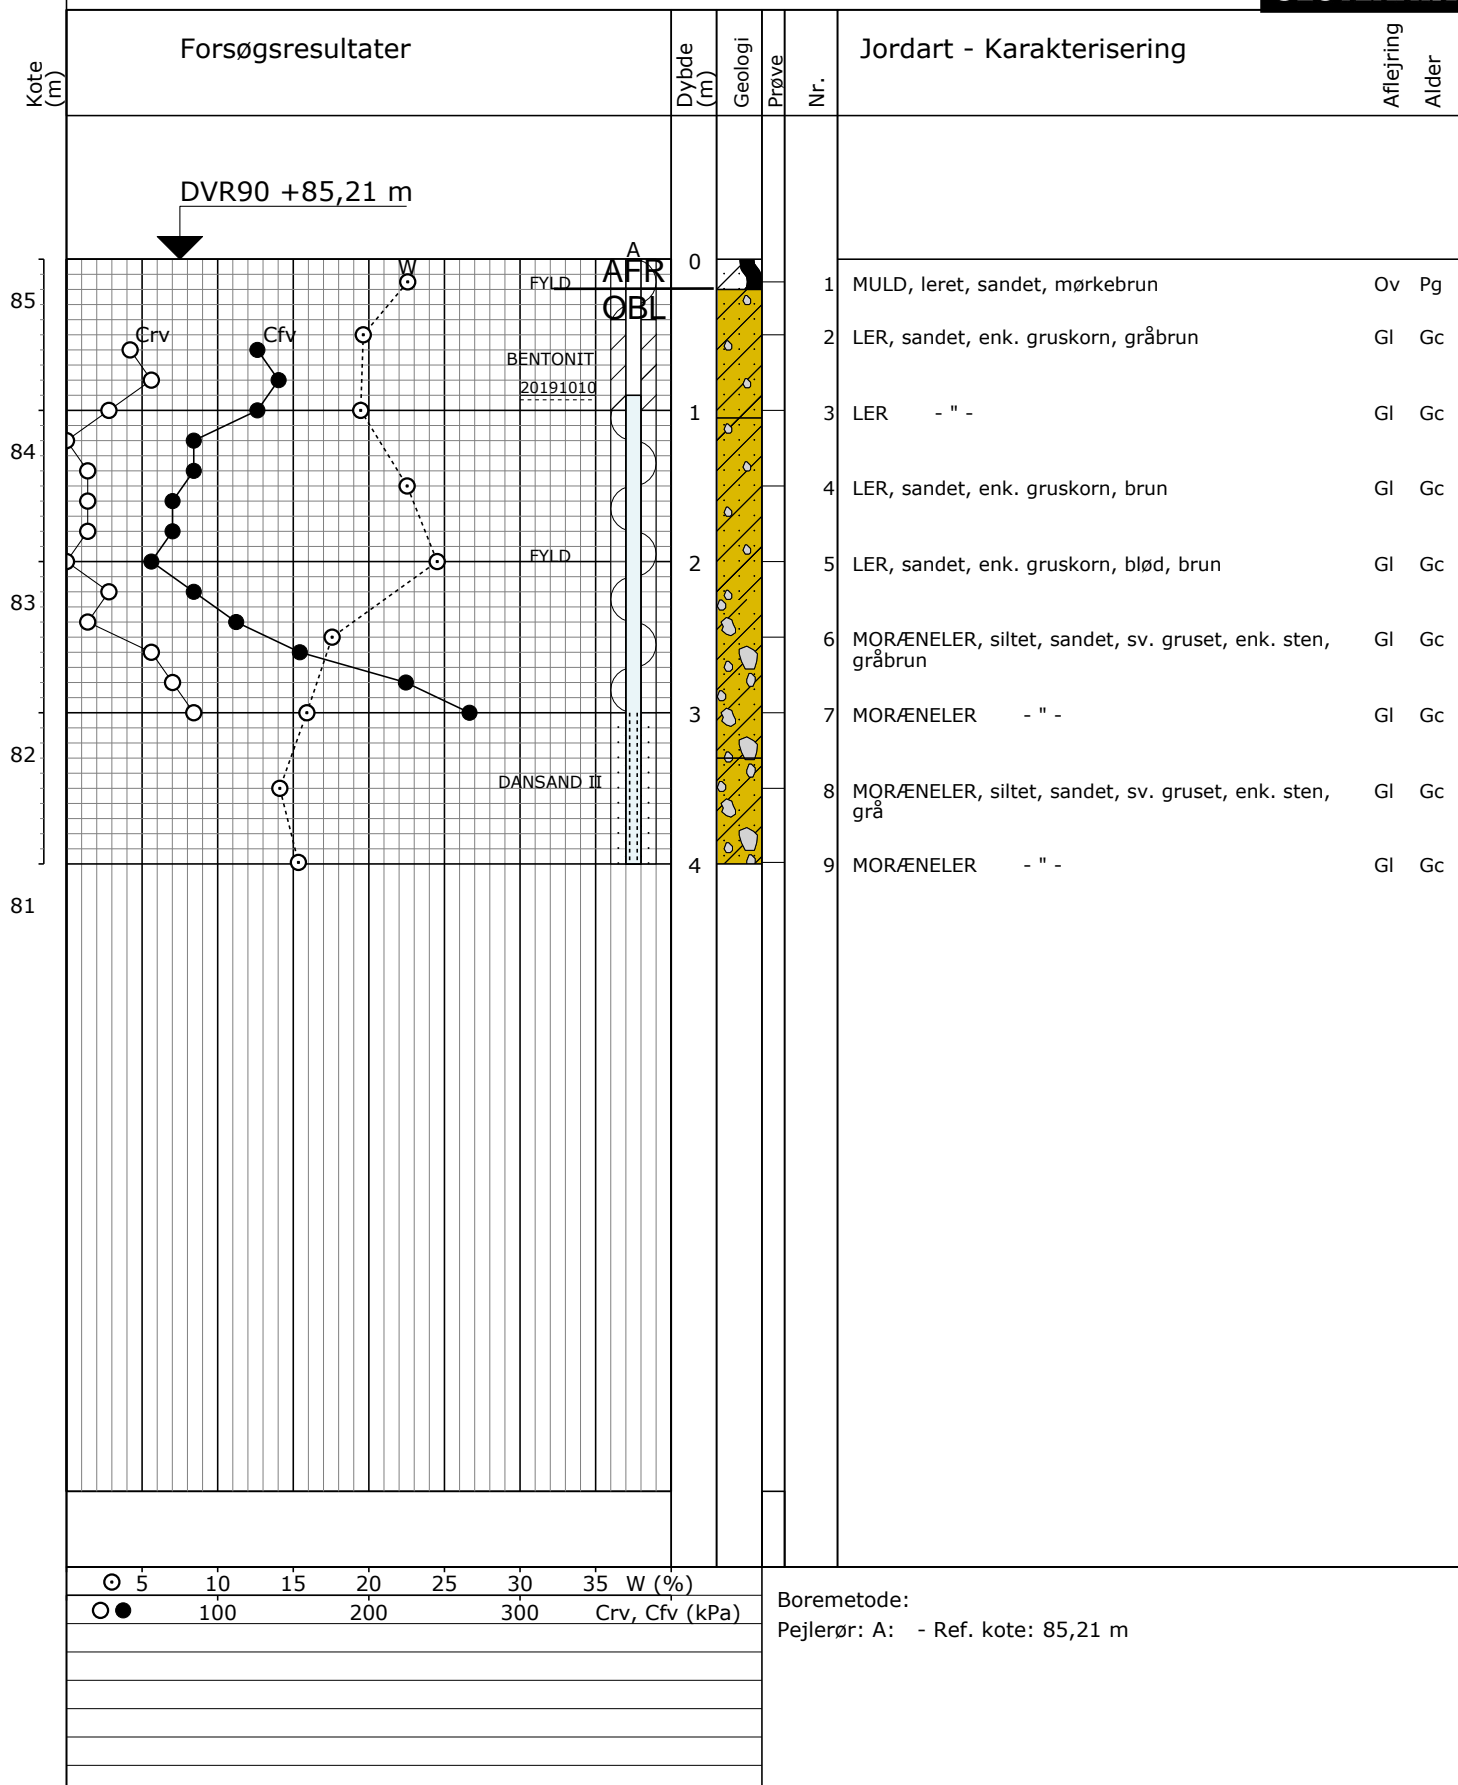 Kote (m)
Forsøgsresultater
Dybde (m)
Geologi
Prøve
Nr.
Jordart - Karakterisering
Aflejring
Alder
DVR90 +85,21 m
A
W
0
FYLD
AFR
1 MULD, leret, sandet, mørkebrun Ov Pg
85
OBL
Crv
Cfv
2 LER, sandet, enk. gruskorn, gråbrun Gl Gc
BENTONIT
20191010
1
3 LER - " - Gl Gc
84
4 LER, sandet, enk. gruskorn, brun Gl Gc
FYLD
2
5 LER, sandet, enk. gruskorn, blød, brun Gl Gc
83
6 MORÆNELER, siltet, sandet, sv. gruset, enk. sten, Gl Gc
gråbrun
3
7 MORÆNELER - " - Gl Gc
82
DANSAND II
8 MORÆNELER, siltet, sandet, sv. gruset, enk. sten, Gl Gc
grå
4
9 MORÆNELER - " - Gl Gc
81
5 10 15 20 25 30 35 W (%)
100 200 300 Crv, Cfv (kPa)
Boremetode:
Pejlerør: A: - Ref. kote: 85,21 m